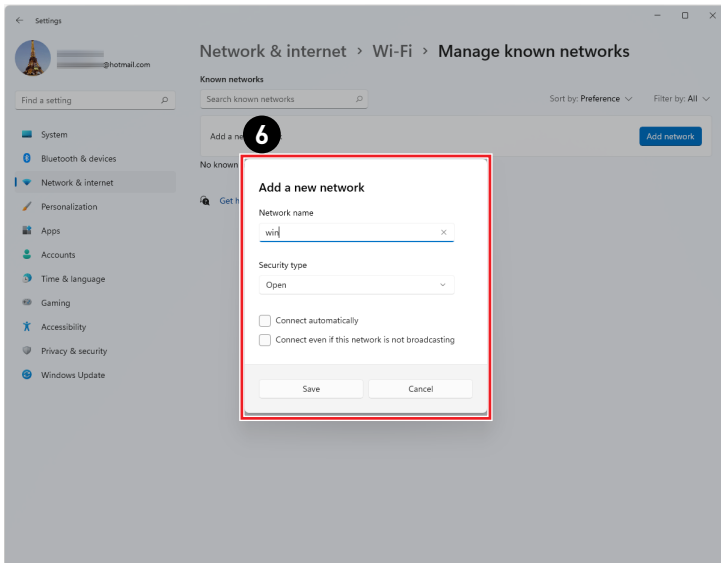 Settings
@hotmail.com
Find a setting
System
Bluetooth & devices
Network & internet
Personalization
Apps
Accounts
Time & language
Gaming
Accessibility
Privacy & security
Windows Update
Network & internet > Wi-Fi > Manage known networks
Known networks
Search known networks
Sort by: Preference
Filter by: All
Add a ne
Add network
6
No known
Get h
Add a new network
Network name
win
Security type
Open
Connect automatically
Connect even if this network is not broadcasting
Save
Cancel